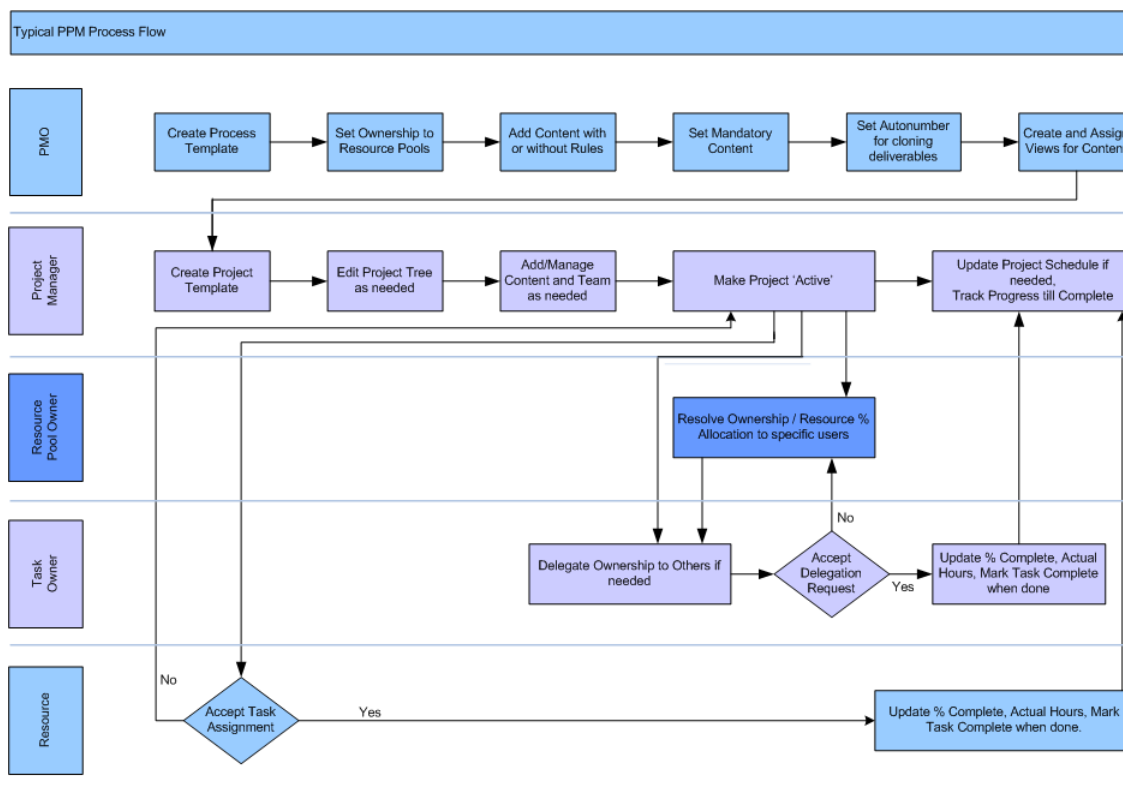 Typical PPM Process Flow
PMO
Create Process
Template
Set Ownership to
Resource Pools
Add Content with
or without Rules
Set Mandatory
Content
Set Autonumber
for cloning
deliverables
Create and Assign
Views for Content
Project
Manager
Create Project
Template
Edit Project Tree
as needed
Add/Manage
Content and Team
as needed
Make Project ‘Active’
Update Project Schedule if
needed,
Track Progress till Complete
Resource
Pool Owner
Resolve Ownership / Resource %
Allocation to specific users
Task
Owner
Delegate Ownership to Others if
needed
Accept
Delegation
Request
No
Yes
Update % Complete, Actual
Hours, Mark Task Complete
when done
Resource
No
Accept Task
Assignment
Yes
Update % Complete, Actual Hours, Mark
Task Complete when done.